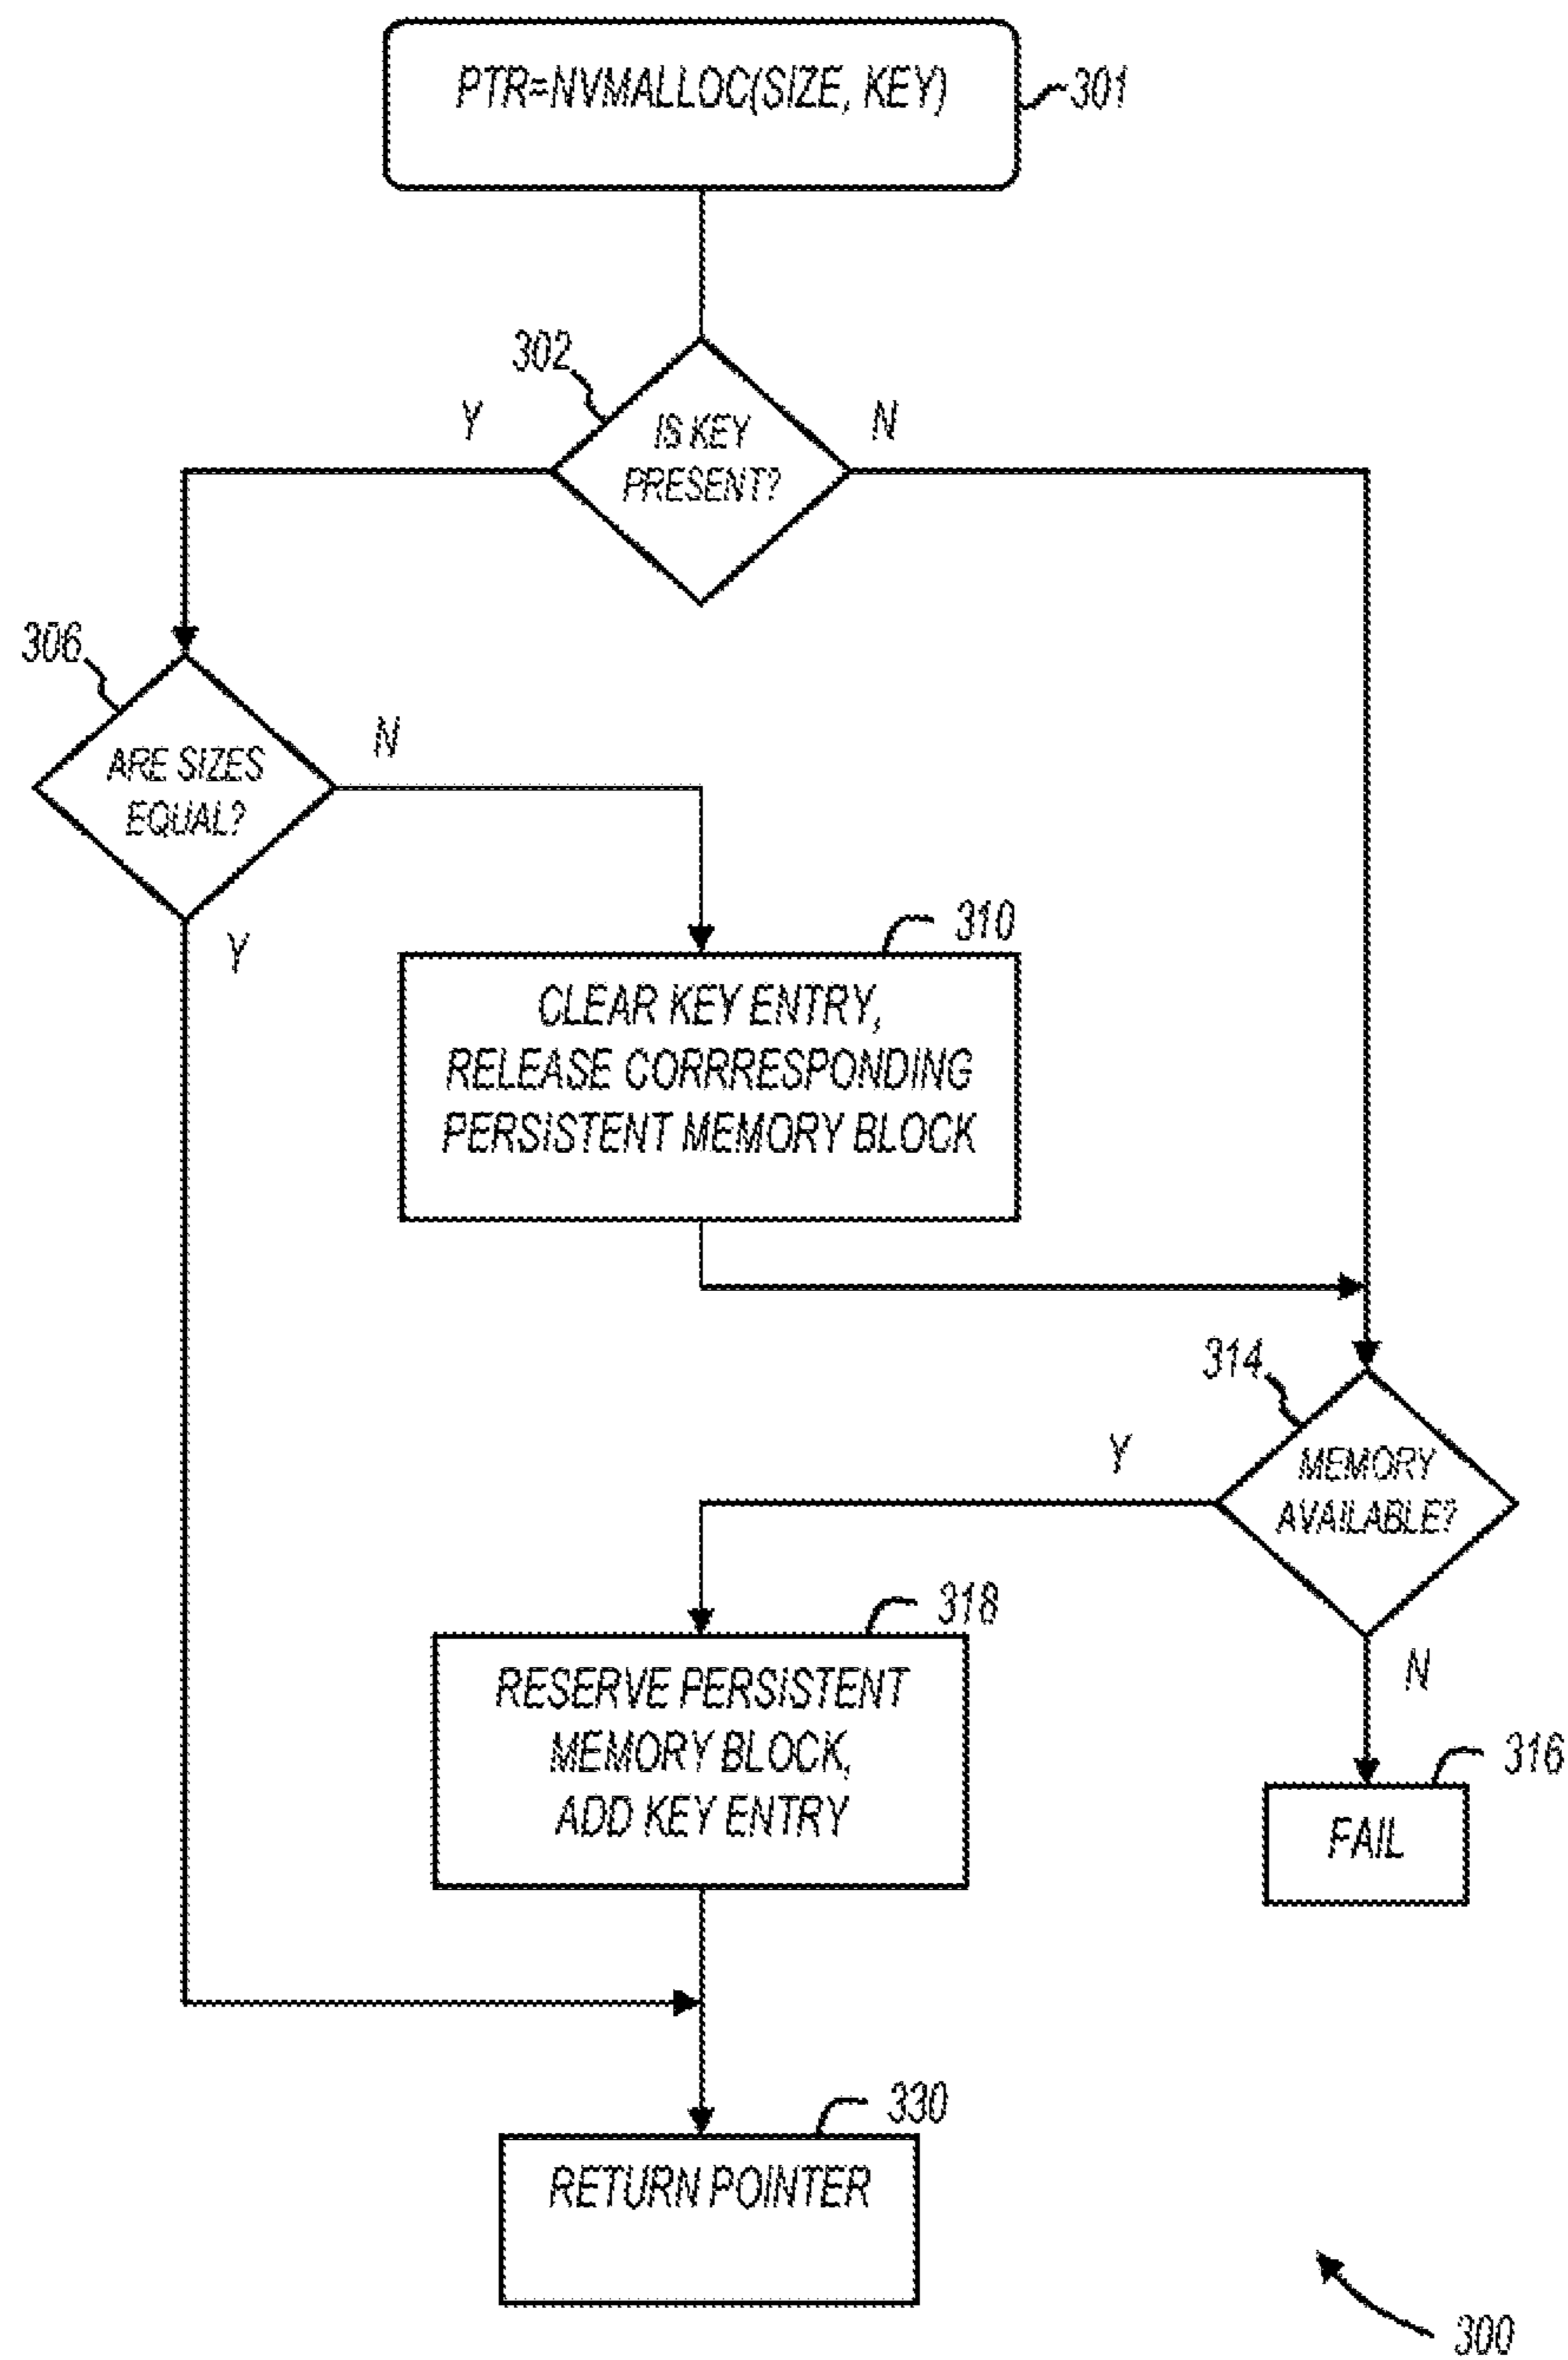 PTR=NVMALLOC(SIZE, KEY)
301
302
Y
N
IS KEY
PRESENT?
306
N
ARE SIZES
EQUAL?
Y
310
CLEAR KEY ENTRY,
RELEASE CORRRESPONDING
PERSISTENT MEMORY BLOCK
314
Y
MEMORY
AVAILABLE?
318
N
RESERVE PERSISTENT
MEMORY BLOCK,
ADD KEY ENTRY
316
FAIL
330
RETURN POINTER
300